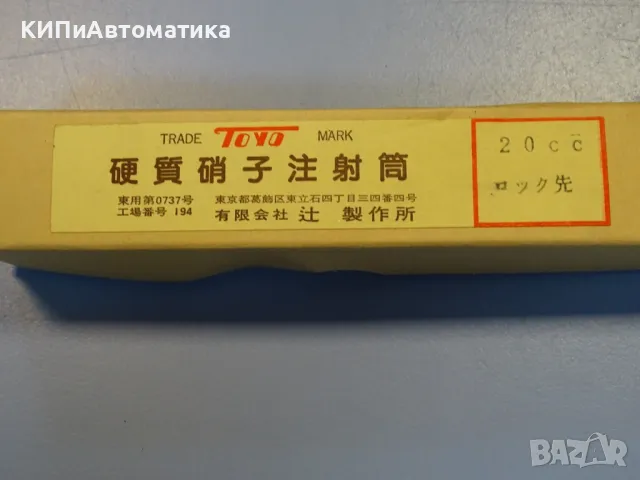 КИПиАвтоматика
TRADE TOYO MARK
硬質硝子注射筒
東用第0737号 東京都葛飾区東立石四丁目三四番四号
工場番号 194 有限会社 辻 製作所
20cc
ロック先
BAZAR